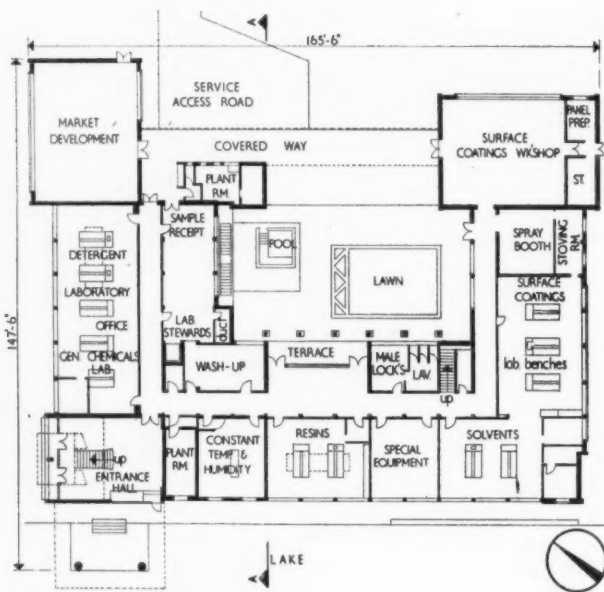 A
165'-6"
SERVICE
ACCESS ROAD
MARKET
DEVELOPMENT
COVERED WAY
SURFACE
COATINGS WKSHOP
PANEL
PREP.
ST.
PLANT
RM.
SAMPLE
RECEIPT
POOL
LAWN
SPRAY
BOOTH
STOVING
RM.
DETERGENT
LABORATORY
OFFICE
GEN CHEMICALS
LAB.
147'-6"
LAB
STEWARDS
duct
WASH-UP
TERRACE
MALE
LOCK'S
LAV.
up
SURFACE
COATINGS
lab. benches
up
ENTRANCE
HALL
PLANT
RM.
CONSTANT
TEMP &
HUMIDITY
RESINS
SPECIAL
EQUIPMENT
SOLVENTS
A
LAKE